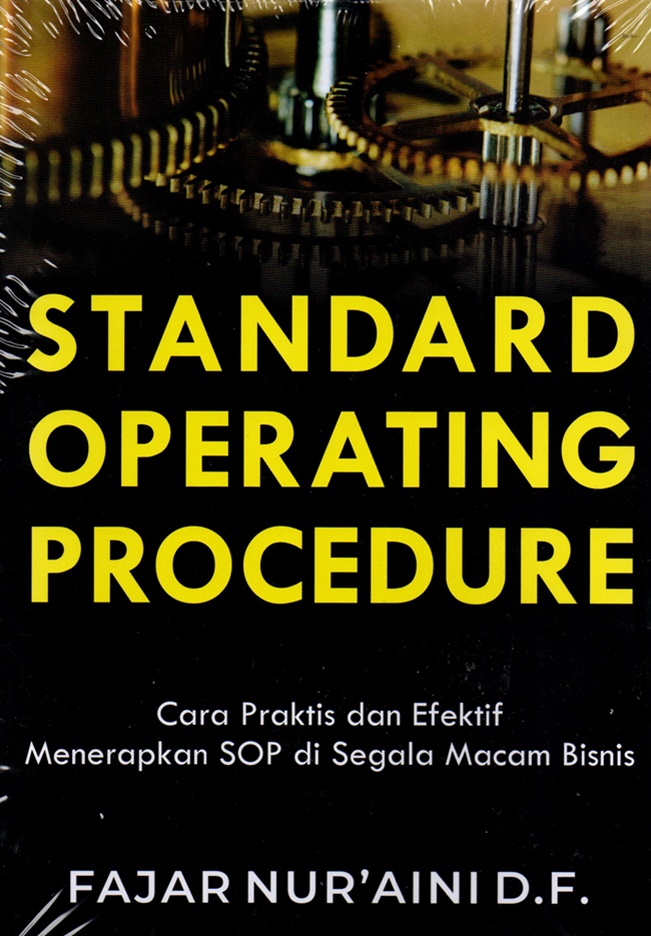 STANDARD
OPERATING
PROCEDURE
Cara Praktis dan Efektif
Menerapkan SOP di Segala Macam Bisnis
FAJAR NUR’AINI D.F.